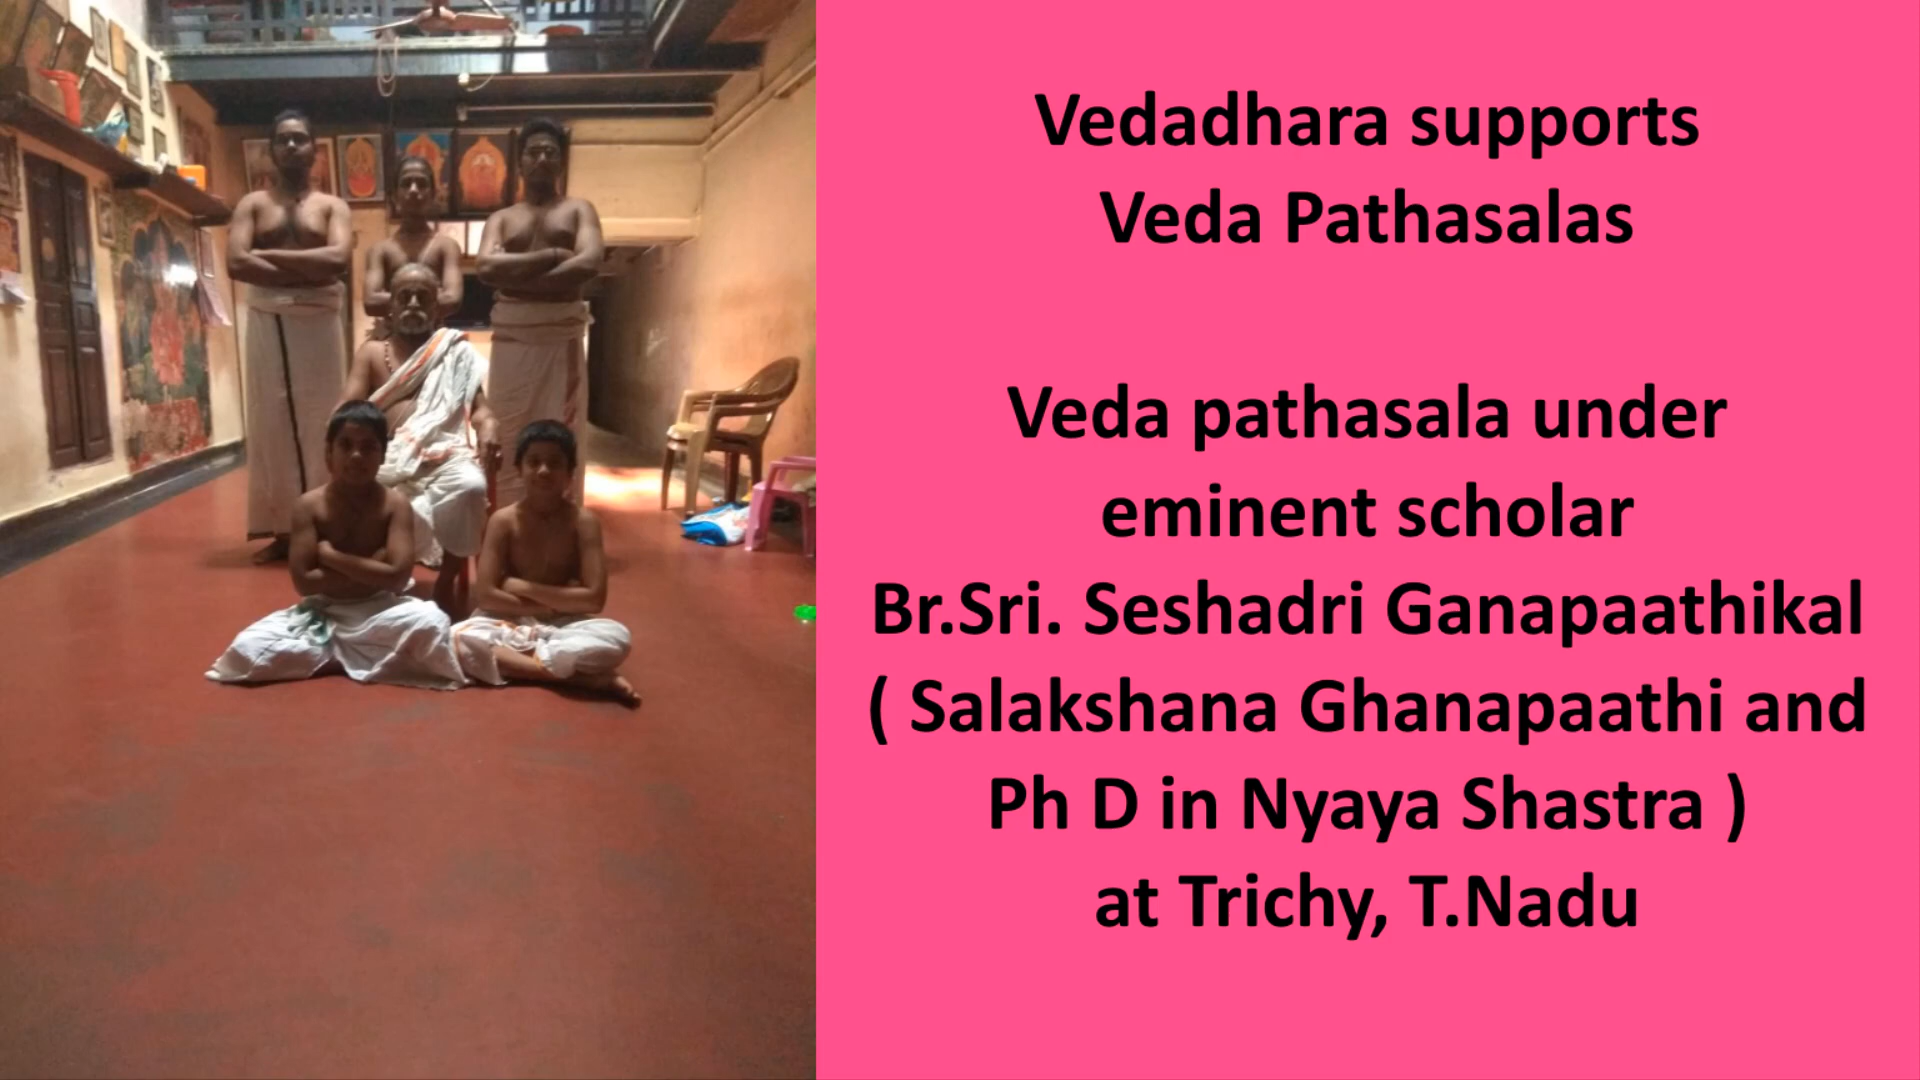 Vedadhara supports
Veda Pathasalas
Veda pathasala under
eminent scholar
Br.Sri. Seshadri Ganapaathikal
( Salakshana Ghanapaathi and
Ph D in Nyaya Shastra )
at Trichy, T.Nadu